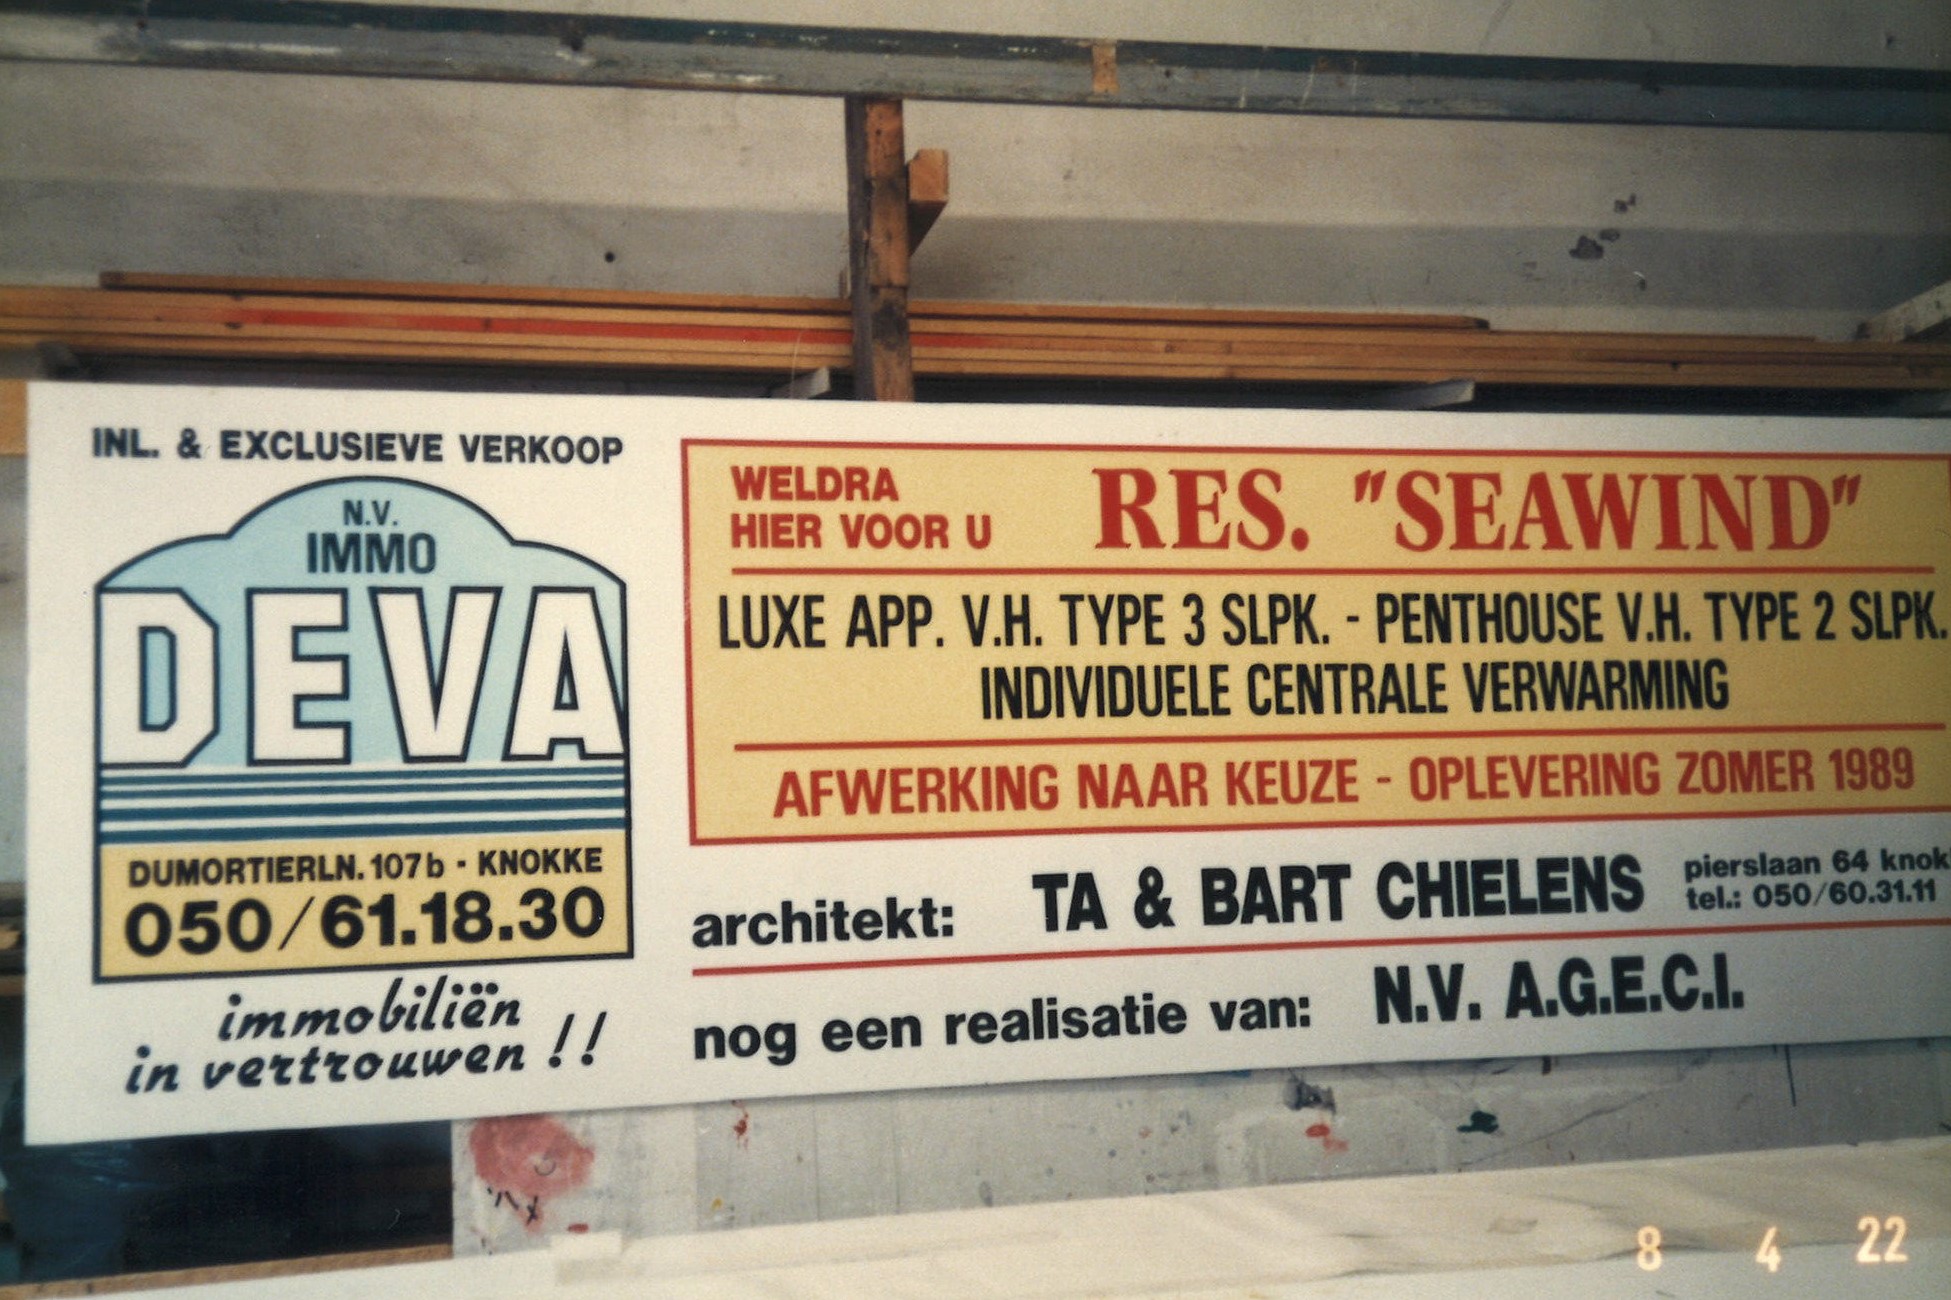 INL. & EXCLUSIEVE VERKOOP
N.V.
IMMO
DEVA
DUMORTIERLN. 107b - KNOKKE
050/61.18.30
immobiliën
in vertrouwen !!
WELDRA
HIER VOOR U
RES. "SEAWIND"
LUXE APP. V.H. TYPE 3 SLPK. - PENTHOUSE V.H. TYPE 2 SLPK.
INDIVIDUELE CENTRALE VERWARMING
AFWERKING NAAR KEUZE - OPLEVERING ZOMER 1989
architekt: TA & BART CHIELENS
pierslaan 64
tel.: 050/60.31.11
nog een realisatie van: N.V. A.G.E.C.I.
8 4 22